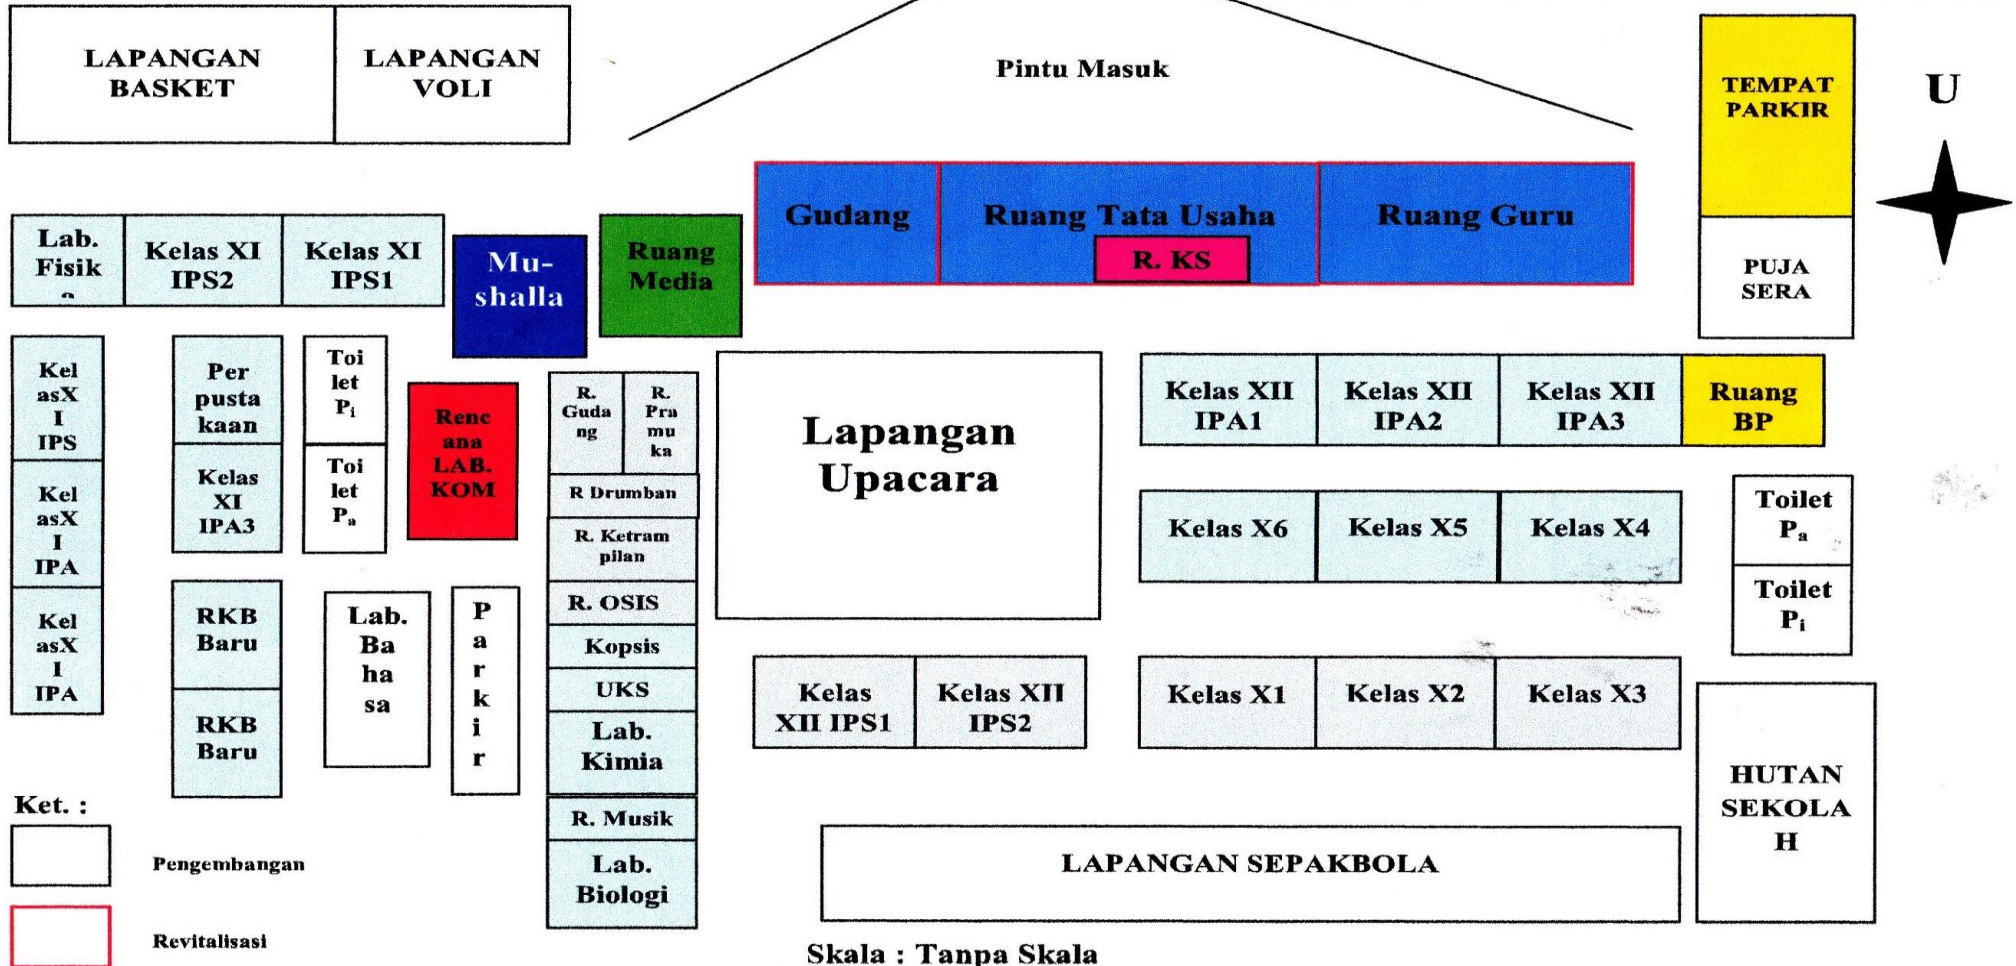 LAPANGAN
BASKET
LAPANGAN
VOLI
Pintu Masuk
TEMPAT
PARKIR
U
PUJA
SERA
Gudang
Ruang Tata Usaha
R. KS
Ruang Guru
Lab.
Fisik
a
Kelas XI
IPS2
Kelas XI
IPS1
Mu-
shalla
Ruang
Media
Kel
asX
I
IPS
Kel
asX
I
IPA
Kel
asX
I
IPA
Per
pusta
kaan
Kelas
XI
IPA3
Toi
let
Pi
Toi
let
Pa
Renc
ana
LAB.
KOM
R.
Guda
ng
R.
Pra
mu
ka
R Drumban
R. Ketram
pilan
R. OSIS
Kopsis
UKS
Lab.
Kimia
R. Musik
Lab.
Biologi
Lapangan
Upacara
Kelas XII
IPA1
Kelas XII
IPA2
Kelas XII
IPA3
Ruang
BP
Kelas X6
Kelas X5
Kelas X4
Toilet
Pa
Toilet
Pi
RKB
Baru
RKB
Baru
Lab.
Ba
ha
sa
P
a
r
k
i
r
Kelas
XII IPS1
Kelas XII
IPS2
Kelas X1
Kelas X2
Kelas X3
HUTAN
SEKOLA
H
LAPANGAN SEPAKBOLA
Ket. :
Pengembangan
Revitalisasi
Skala : Tanpa Skala